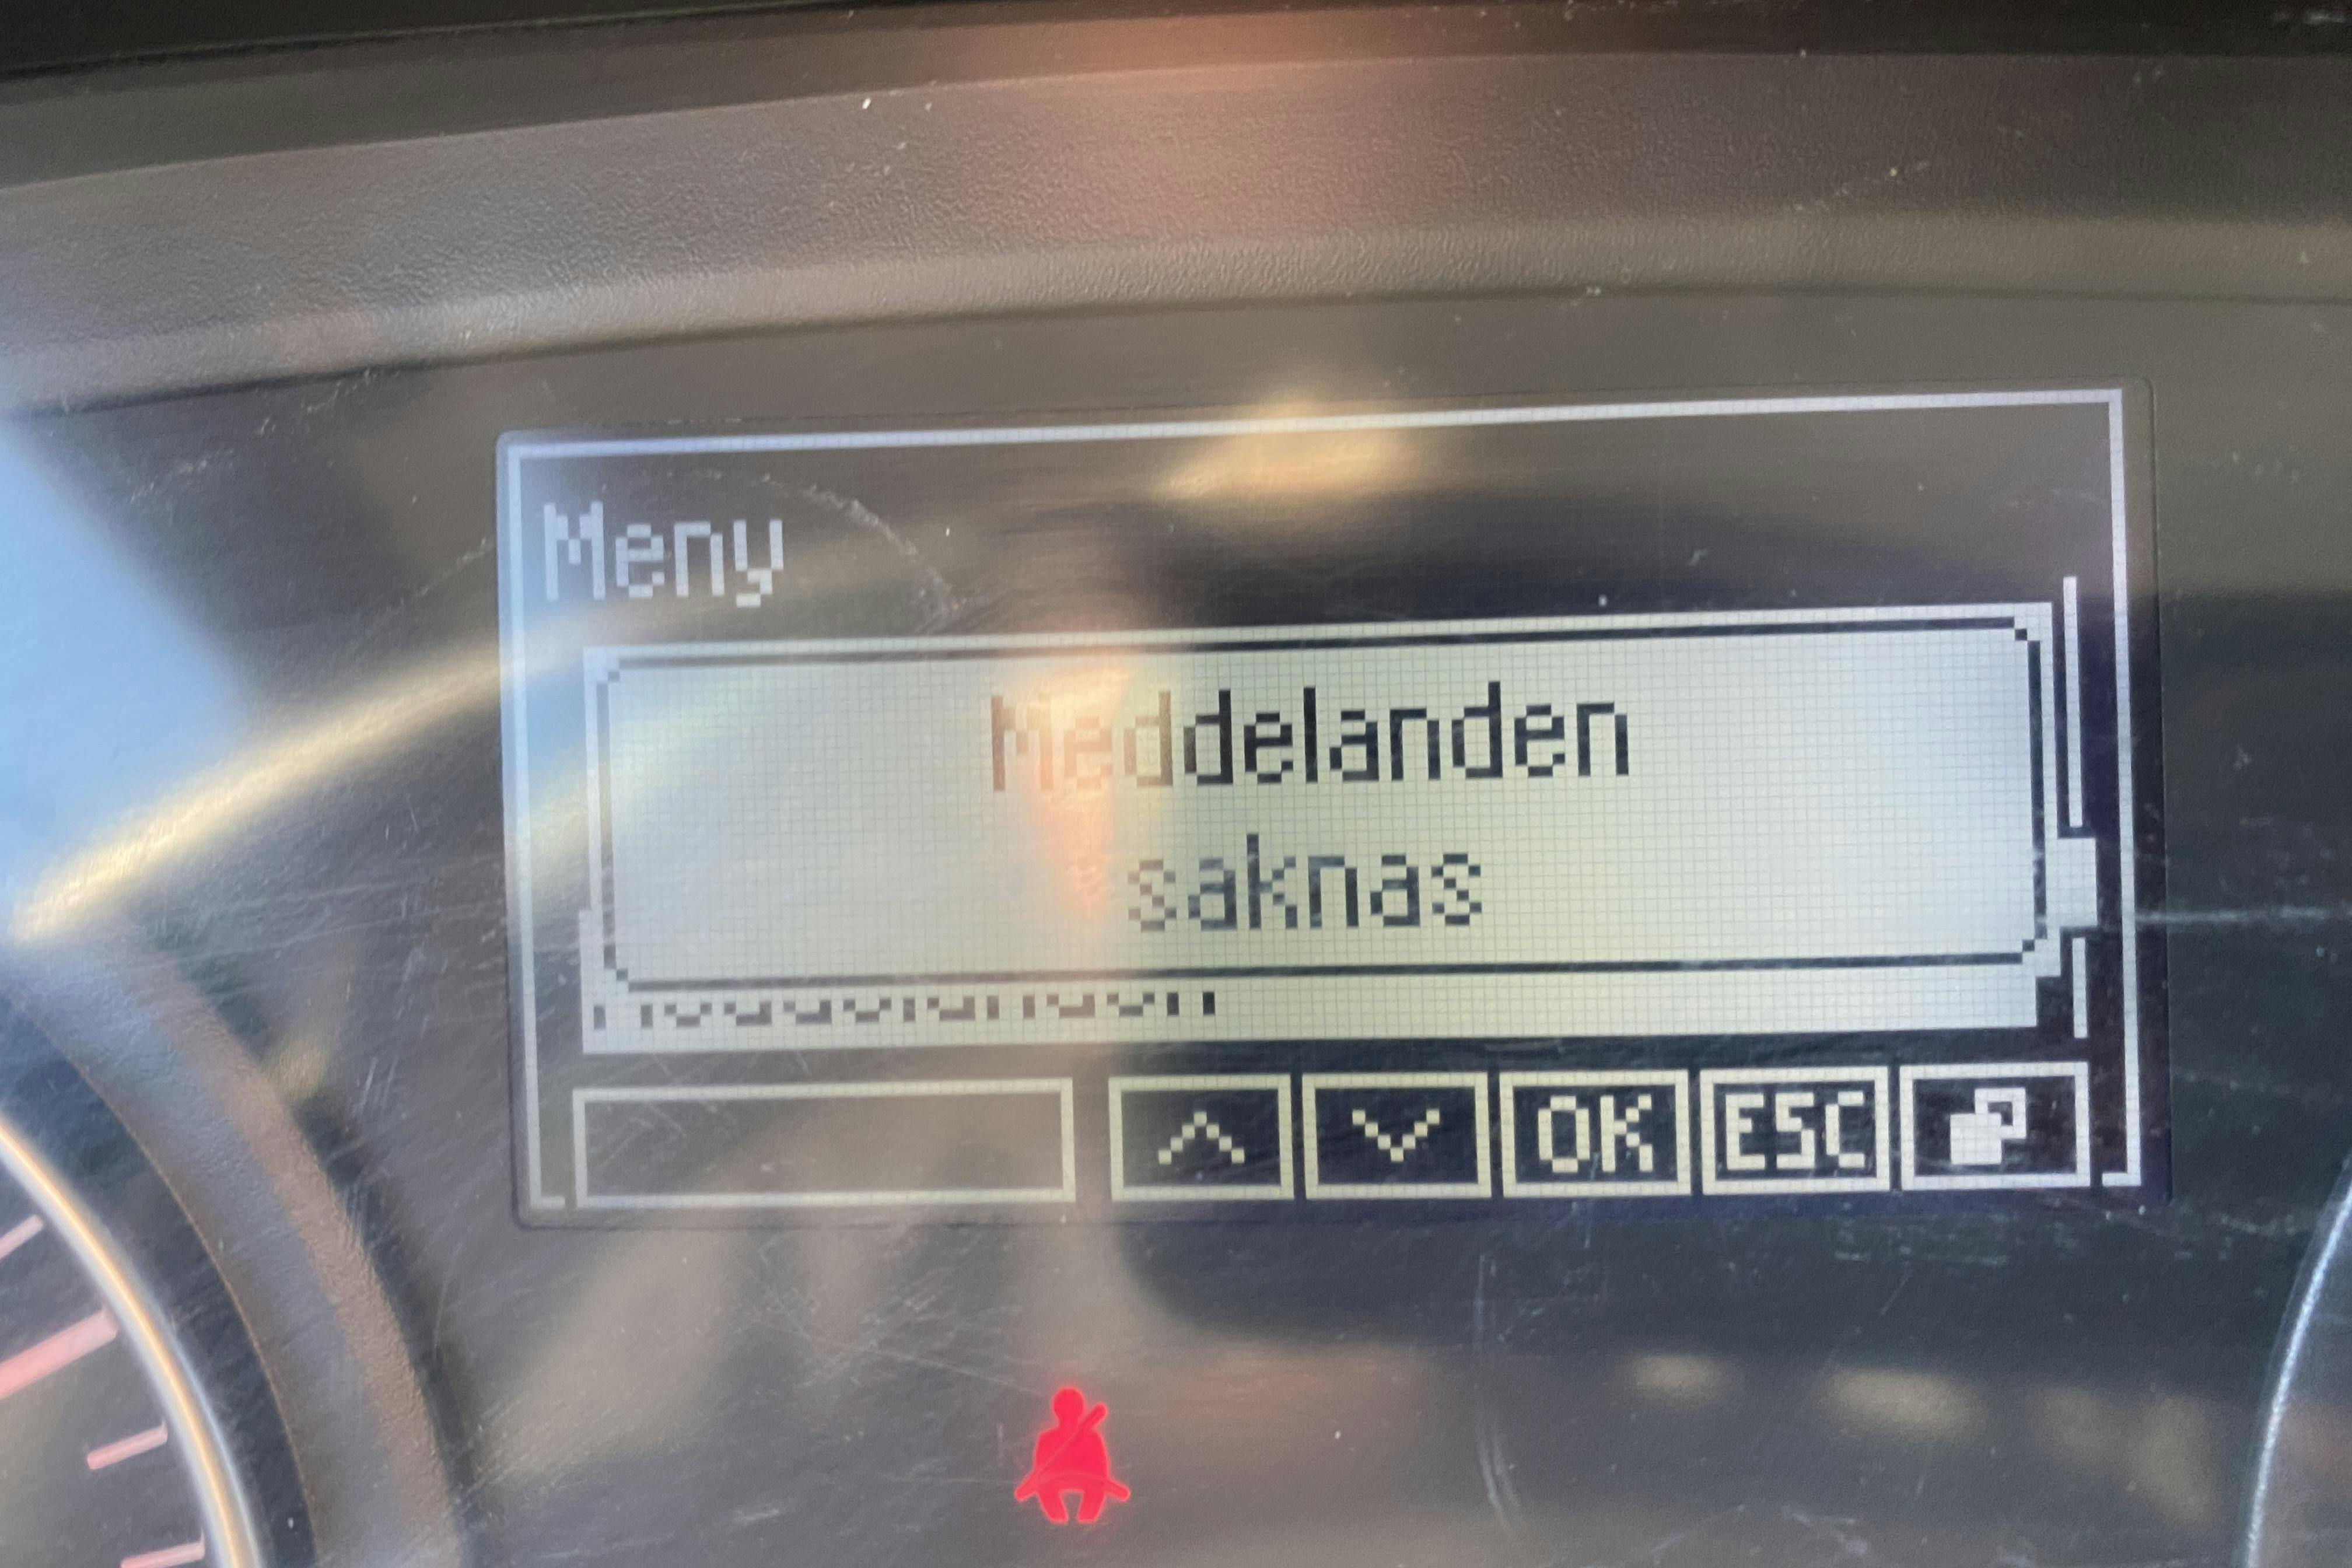 Meny
Meddelanden
saknas
OK ESC